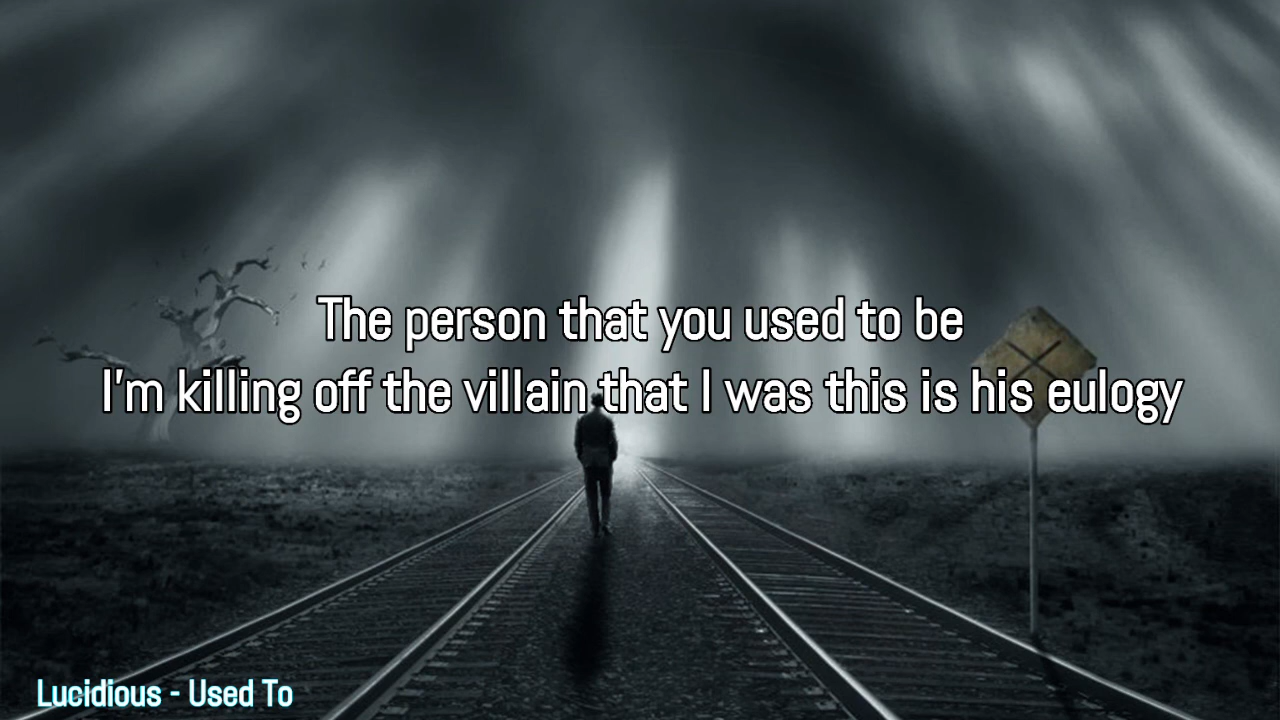 The person that you used to be
I'm killing off the villain that I was this is his eulogy
Lucidious - Used To